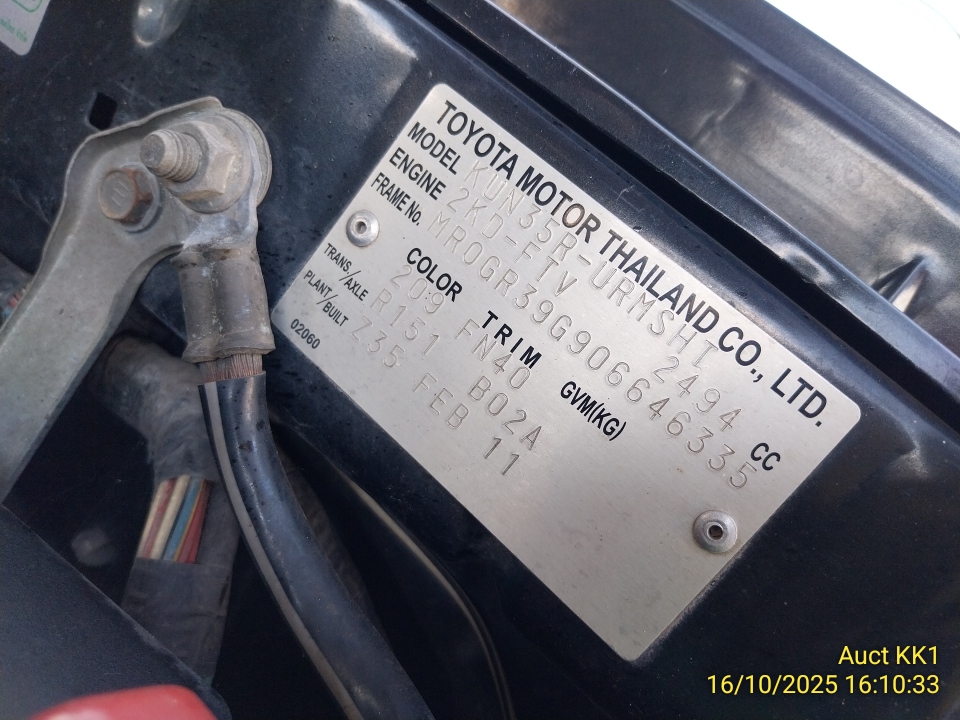 TOYOTA MOTOR THAILAND CO., LTD.
MODEL KUN35R-URMSHT
ENGINE 2KD-FTV 2494 CC
FRAME No. MR0GR39G906646335
COLOR TRIM GVM(KG)
209 FN40
TRANS/AXLE R151 B02A
PLANT/BUILT Z35 FEB 11
02060
Auct KK1
16/10/2025 16:10:33